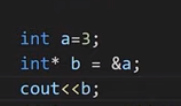 int a=3;
int* b = &a;
cout<<b;